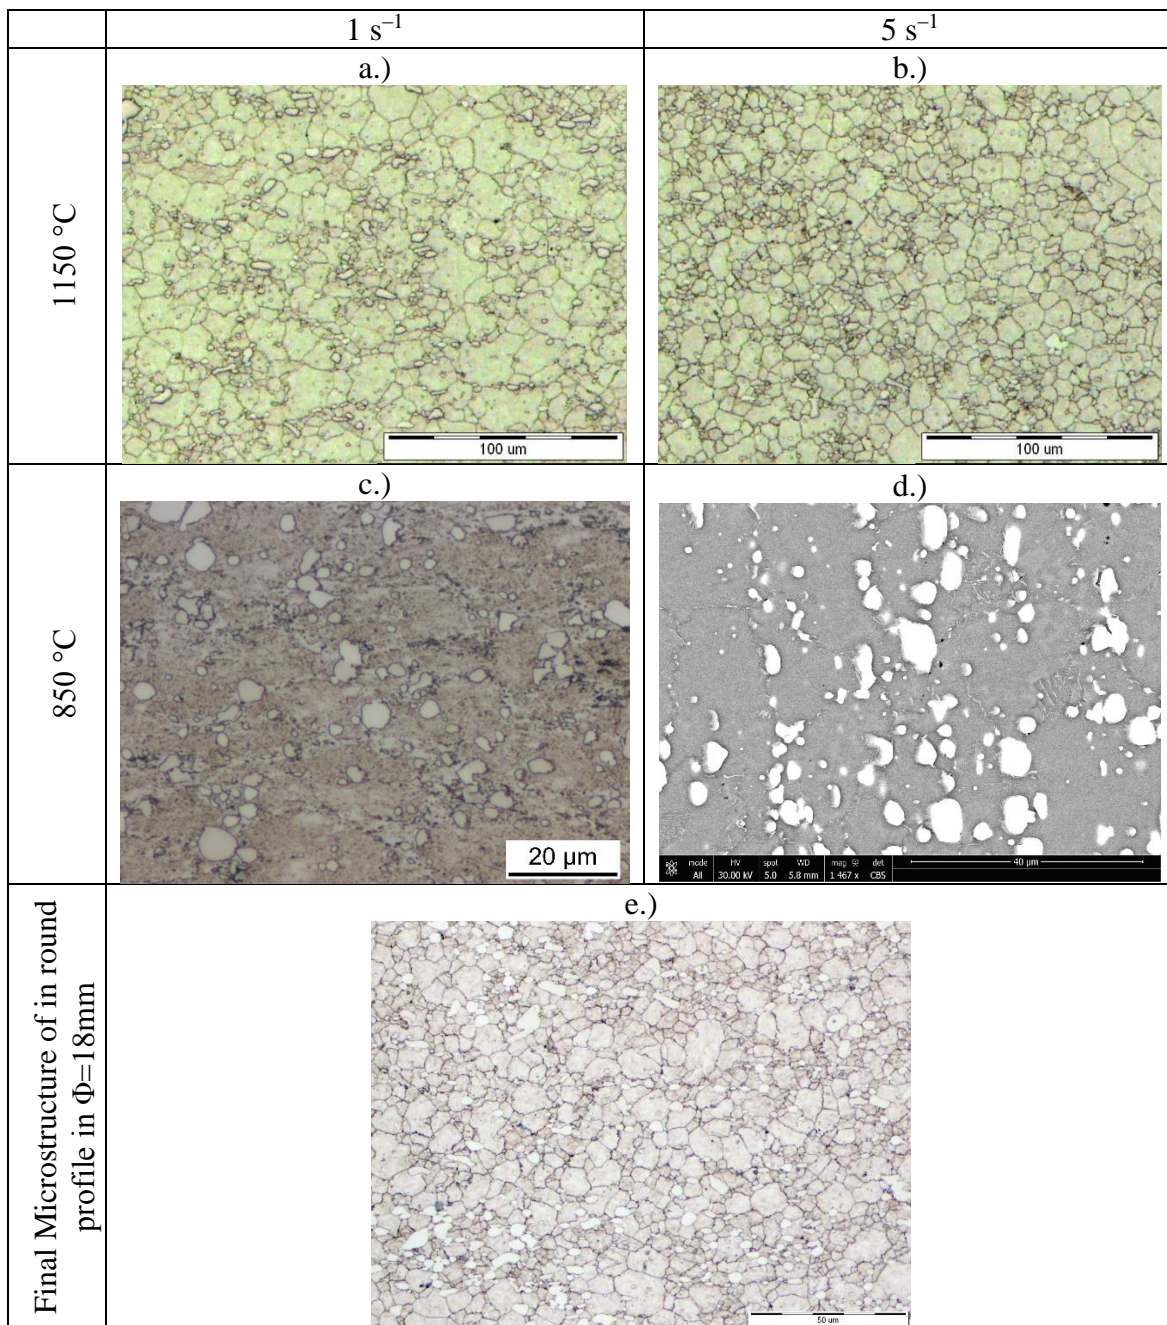 1 s⁻¹
5 s⁻¹
1150 °C
a.)
100 um
b.)
100 um
850 °C
c.)
20 µm
d.)
mode HV spot WD mag det
All 30.00 kV 5.0 5.8 mm 1 467 x CBS
40 µm
Final Microstructure of in round
profile in Φ=18mm
e.)
50 um